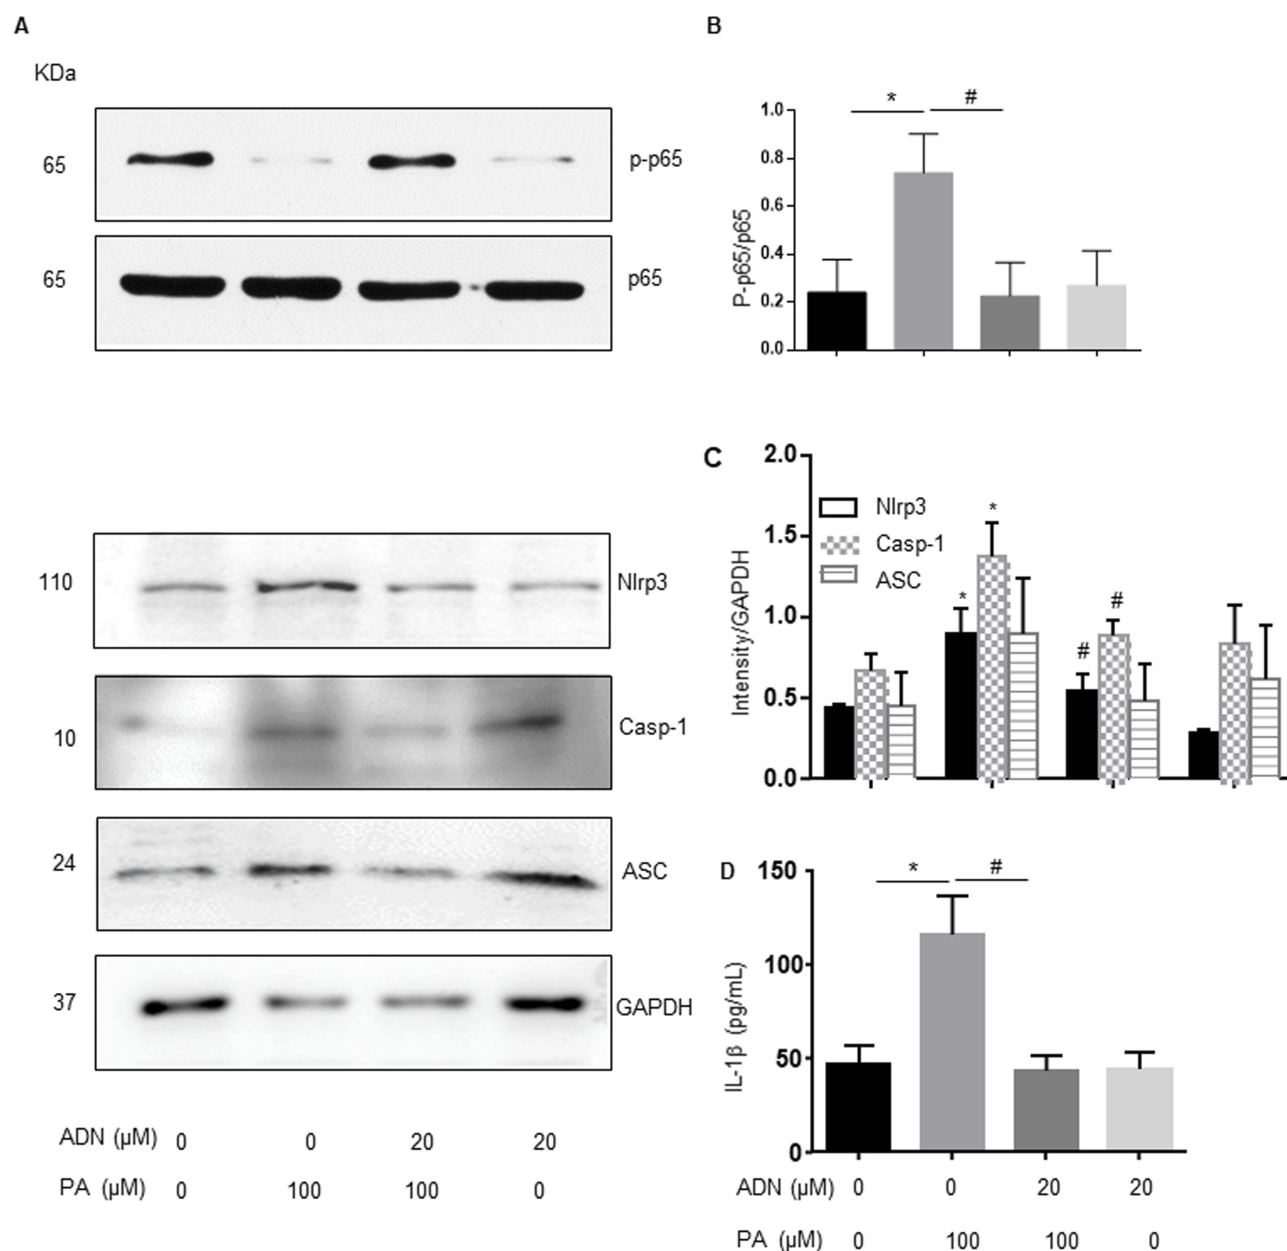 A
KDa
65 p-p65
65 p65
110 Nlrp3
10 Casp-1
24 ASC
37 GAPDH
ADN (µM) 0 0 20 20
PA (µM) 0 100 100 0
B
* #
1.0
0.8
0.6
0.4
0.2
0.0
P-p65/p65
C
2.0
1.5
1.0
0.5
0.0
Intensity/GAPDH
Nlrp3
Casp-1
ASC
*
*
#
#
D
* #
150
100
50
0
IL-1β (pg/mL)
ADN (µM) 0 0 20 20
PA (µM) 0 100 100 0